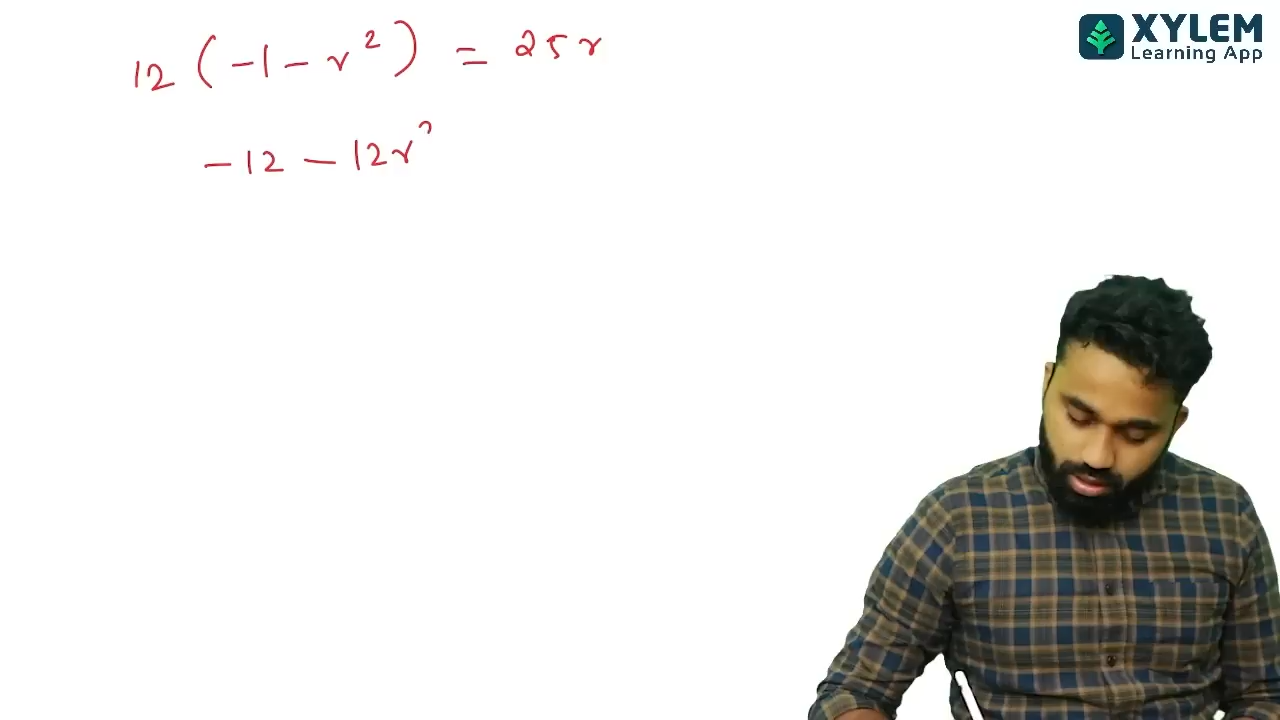 12 (-1 - r²) = 25r
XYLEM
Learning App
-12 - 12r²